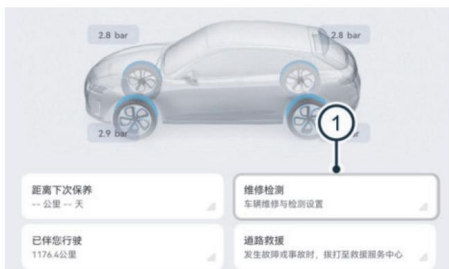 2.8 bar
2.8 bar
2.9 bar
1
距离下次保养
-- 公里 -- 天
维修检测
车辆维修与检测设置
已伴您行驶
1176.4公里
道路救援
发生故障或事故时，拨打至救援服务中心